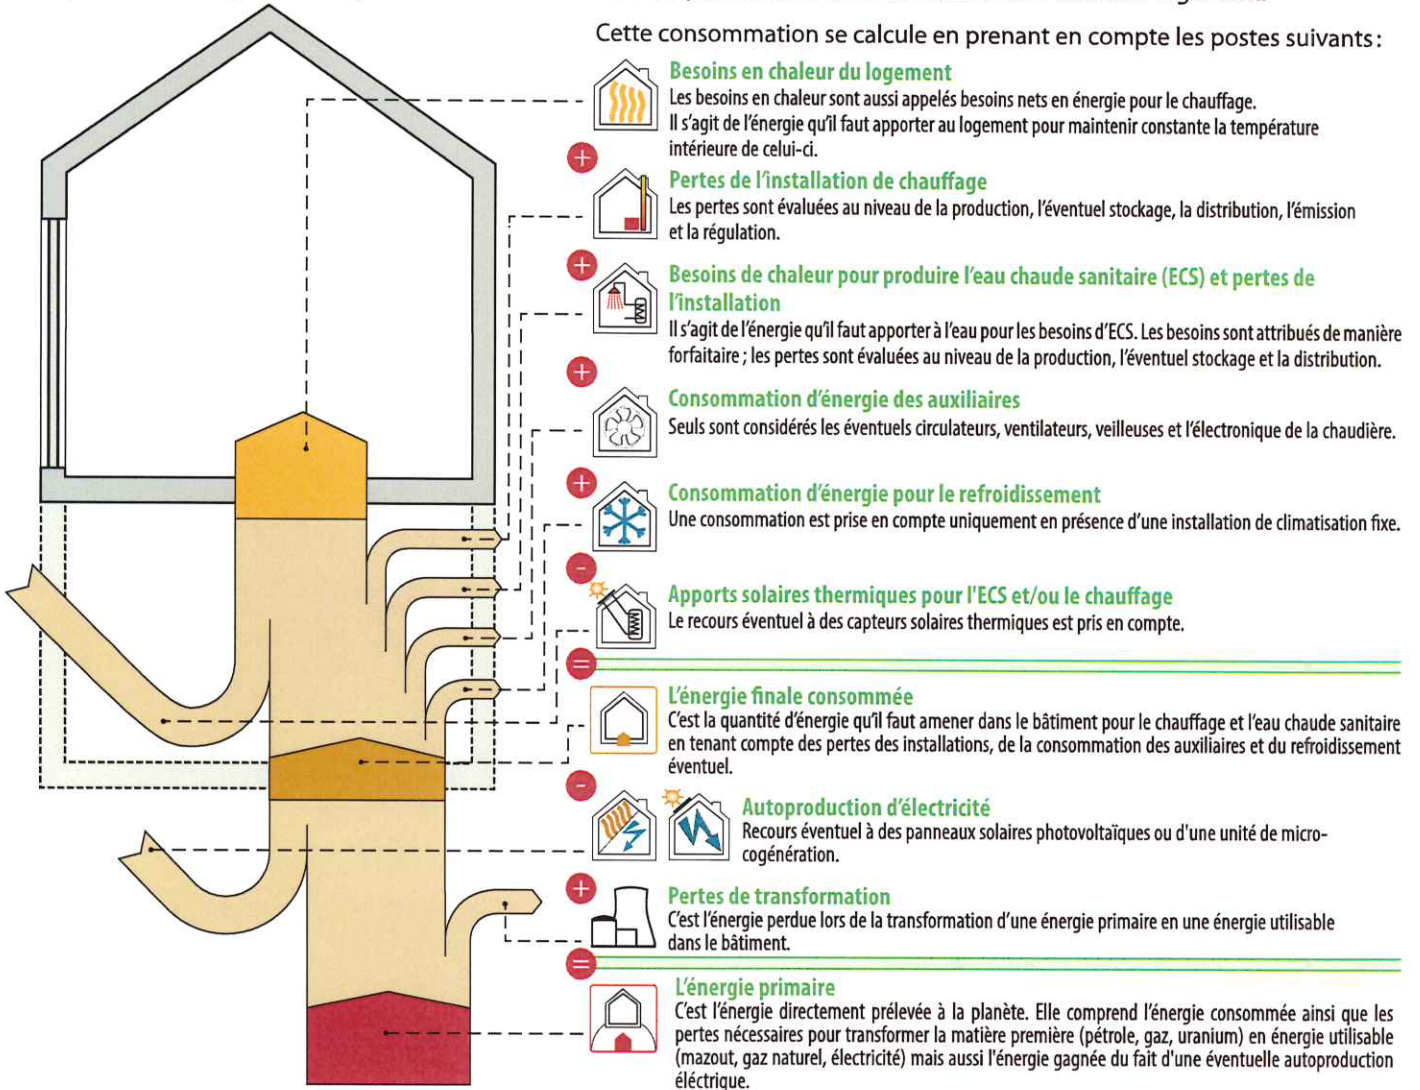 Cette consommation se calcule en prenant en compte les postes suivants :
Besoins en chaleur du logement
Les besoins en chaleur sont aussi appelés besoins nets en énergie pour le chauffage.
Il s'agit de l'énergie qu'il faut apporter au logement pour maintenir constante la température
intérieure de celui-ci.
+
Pertes de l'installation de chauffage
Les pertes sont évaluées au niveau de la production, l'éventuel stockage, la distribution, l'émission
et la régulation.
+
Besoins de chaleur pour produire l'eau chaude sanitaire (ECS) et pertes de
l'installation
Il s'agit de l'énergie qu'il faut apporter à l'eau pour les besoins d'ECS. Les besoins sont attribués de manière
forfaitaire ; les pertes sont évaluées au niveau de la production, l'éventuel stockage et la distribution.
+
Consommation d'énergie des auxiliaires
Seuls sont considérés les éventuels circulateurs, ventilateurs, veilleuses et l'électronique de la chaudière.
+
Consommation d'énergie pour le refroidissement
Une consommation est prise en compte uniquement en présence d'une installation de climatisation fixe.
-
Apports solaires thermiques pour l'ECS et/ou le chauffage
Le recours éventuel à des capteurs solaires thermiques est pris en compte.
=
L'énergie finale consommée
C'est la quantité d'énergie qu'il faut amener dans le bâtiment pour le chauffage et l'eau chaude sanitaire
en tenant compte des pertes des installations, de la consommation des auxiliaires et du refroidissement
éventuel.
-
Autoproduction d'électricité
Recours éventuel à des panneaux solaires photovoltaïques ou d'une unité de micro-
cogénération.
+
Pertes de transformation
C'est l'énergie perdue lors de la transformation d'une énergie primaire en une énergie utilisable
dans le bâtiment.
=
L'énergie primaire
C'est l'énergie directement prélevée à la planète. Elle comprend l'énergie consommée ainsi que les
pertes nécessaires pour transformer la matière première (pétrole, gaz, uranium) en énergie utilisable
(mazout, gaz naturel, électricité) mais aussi l'énergie gagnée du fait d'une éventuelle autoproduction
électrique.